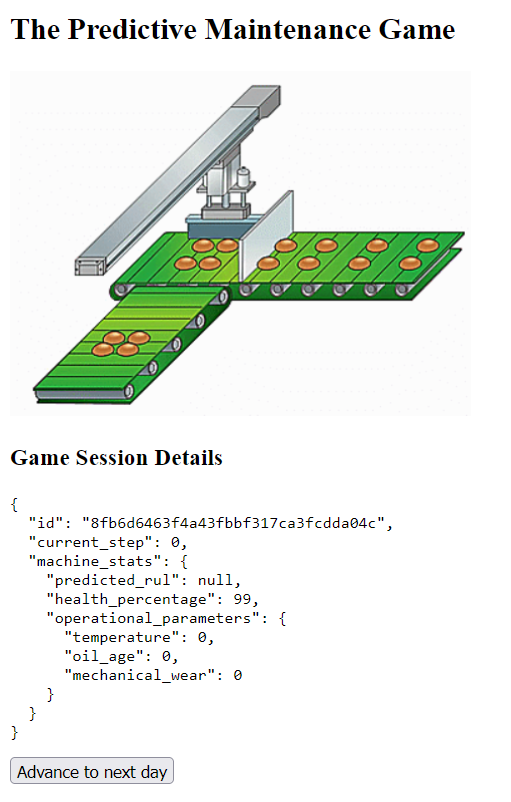 The Predictive Maintenance Game
Game Session Details
{
  "id": "8fb6d6463f4a43fbbf317ca3fcdda04c",
  "current_step": 0,
  "machine_stats": {
    "predicted_rul": null,
    "health_percentage": 99,
    "operational_parameters": {
      "temperature": 0,
      "oil_age": 0,
      "mechanical_wear": 0
    }
  }
}
Advance to next day